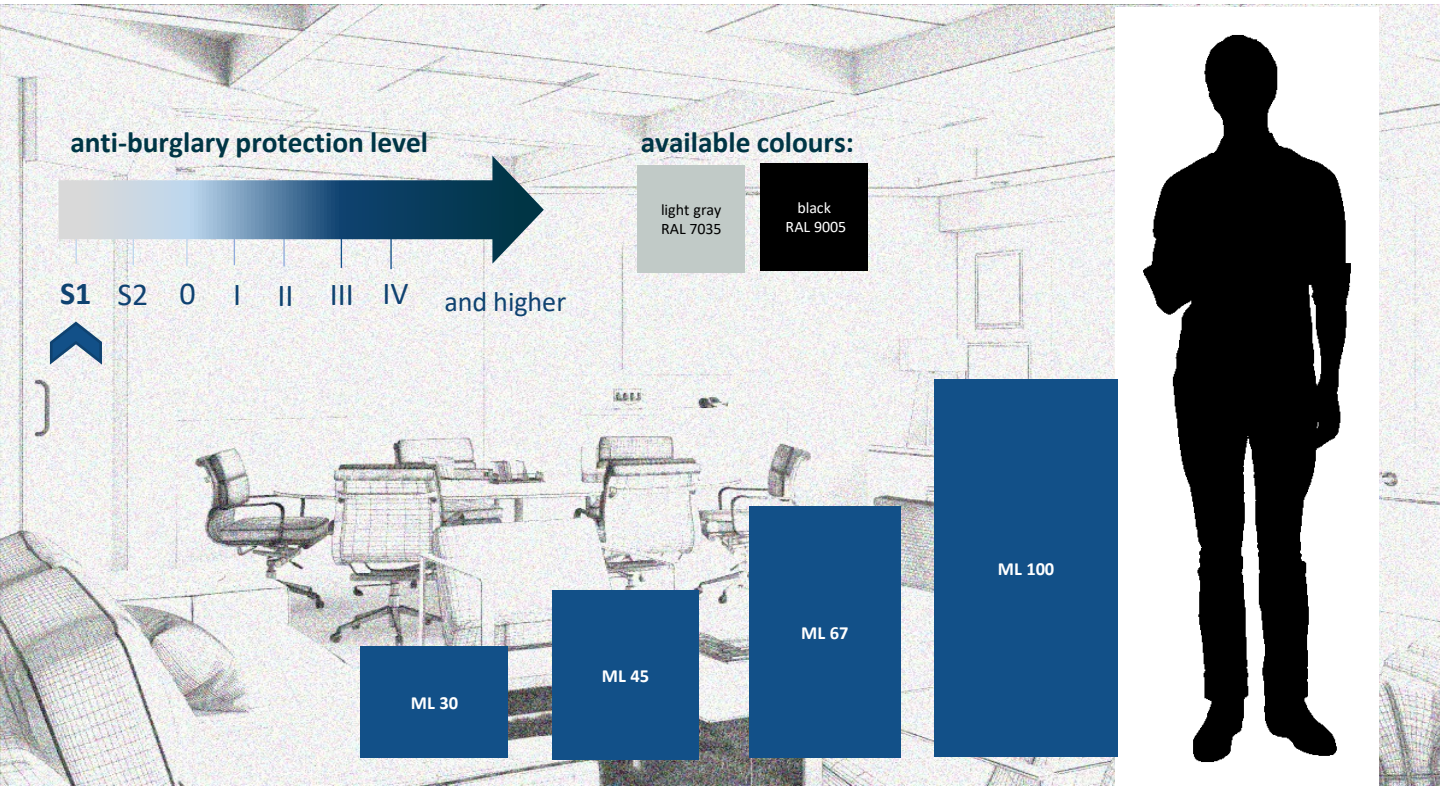 anti-burglary protection level
S1 S2 0 I II III IV and higher
available colours:
light gray
RAL 7035
black
RAL 9005
ML 30
ML 45
ML 67
ML 100